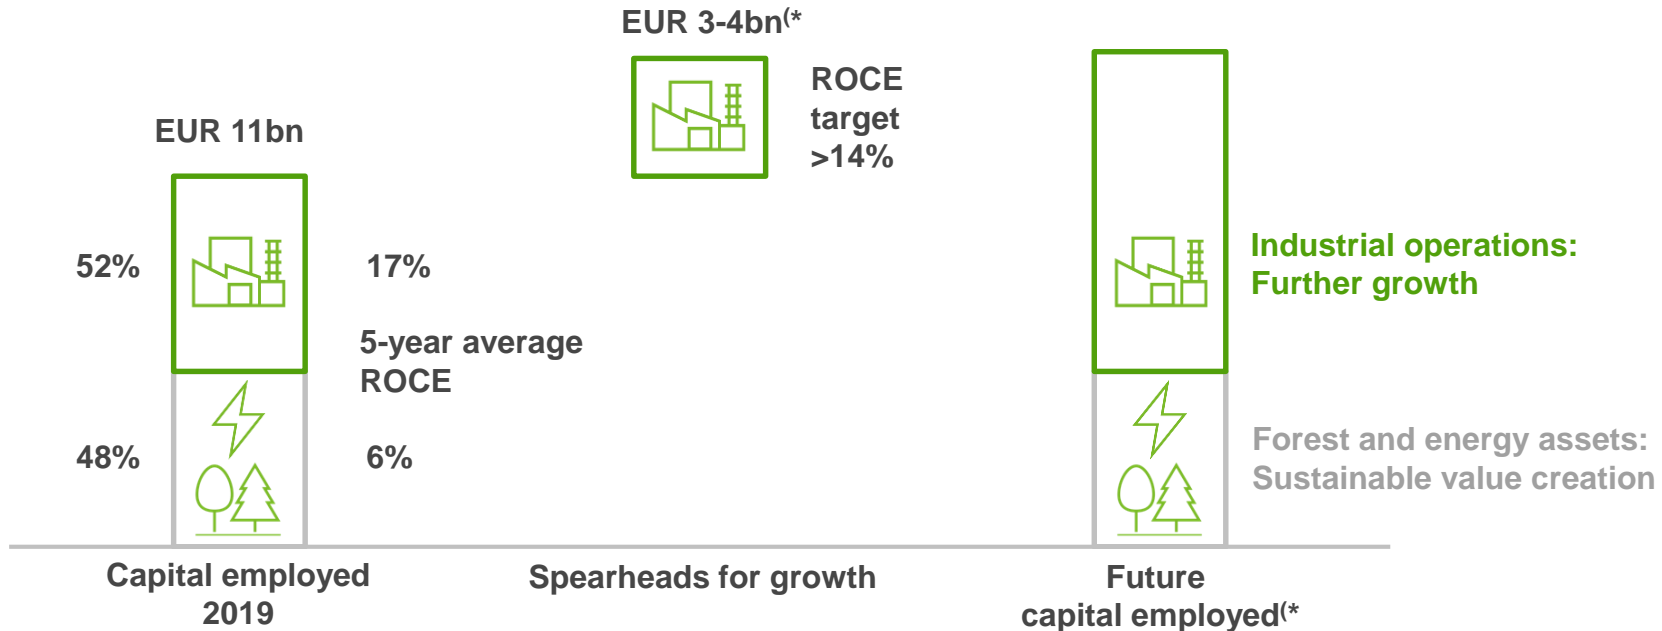 EUR 3-4bn(*
ROCE
target
>14%
EUR 11bn
52%
17%
5-year average
ROCE
48%
6%
Industrial operations:
Further growth
Forest and energy assets:
Sustainable value creation
Capital employed
2019
Spearheads for growth
Future
capital employed(*